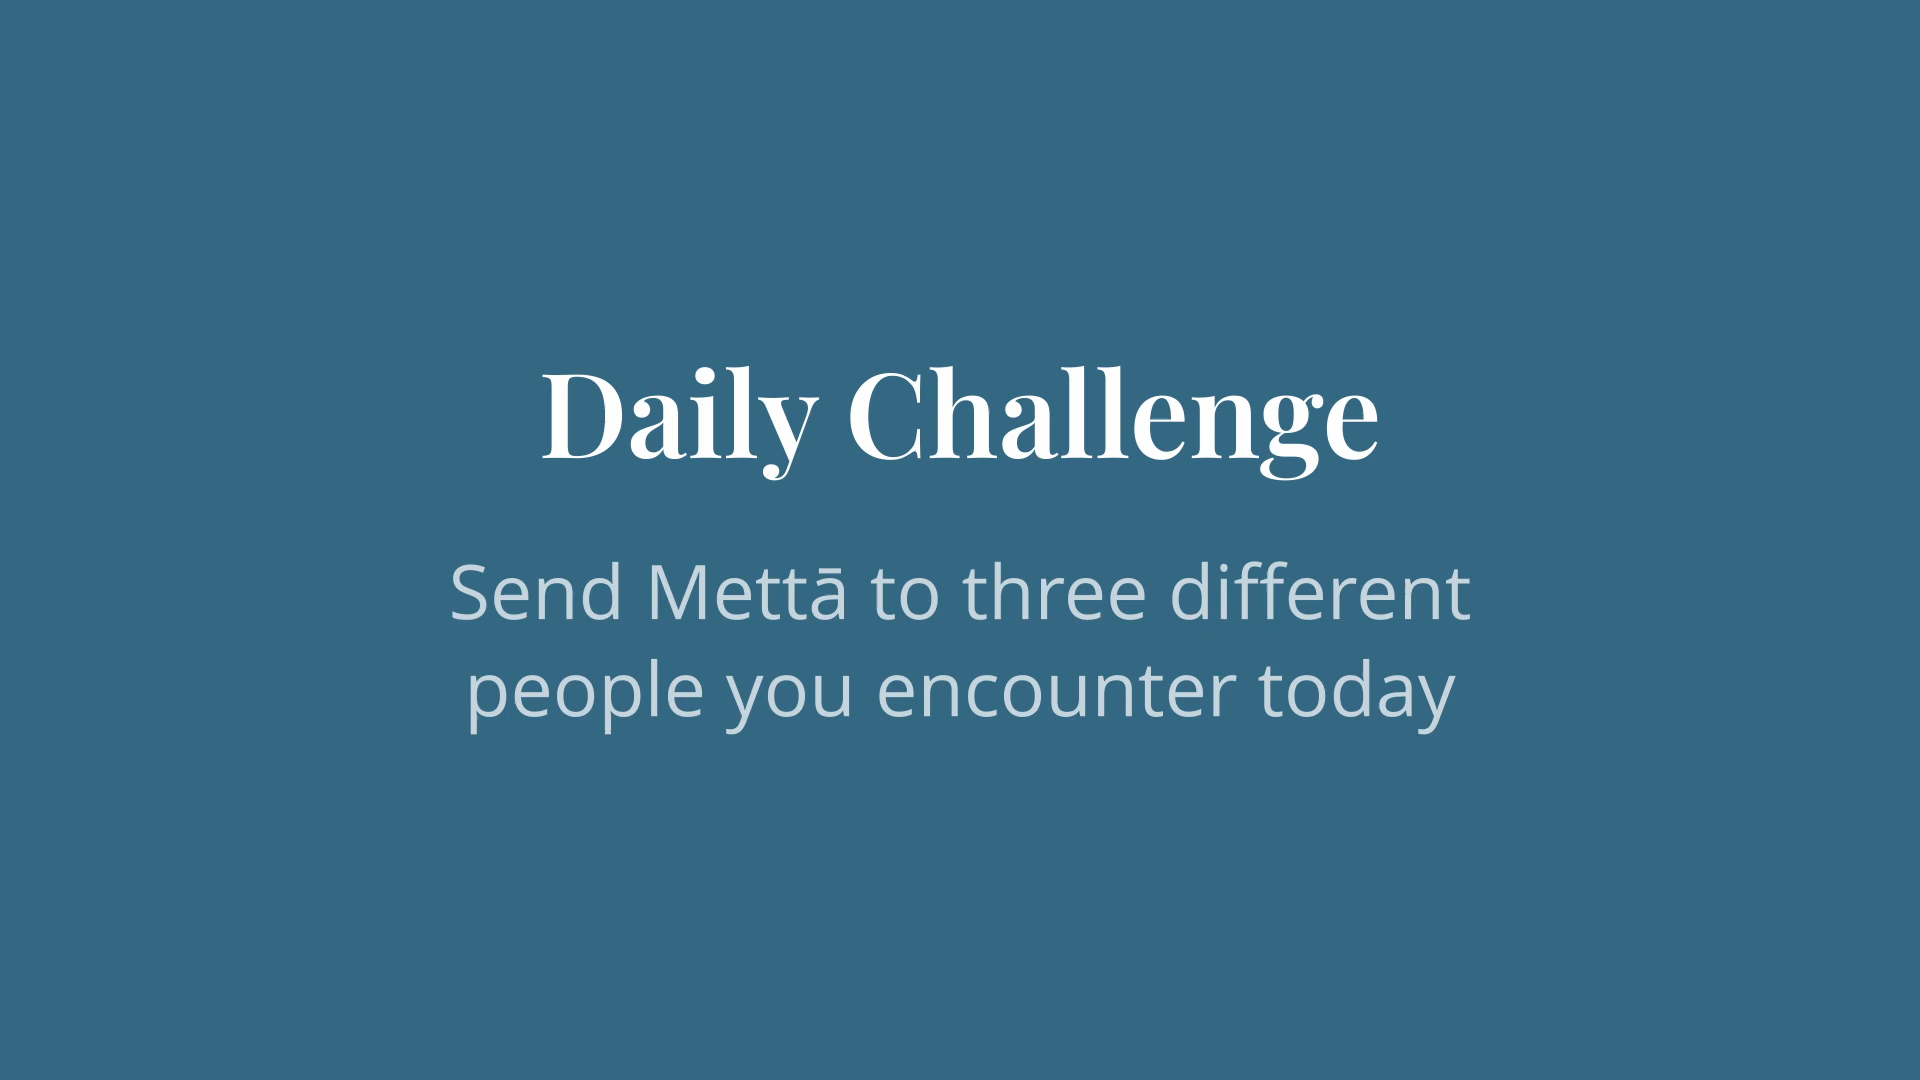 Daily Challenge
Send Mettā to three different
people you encounter today